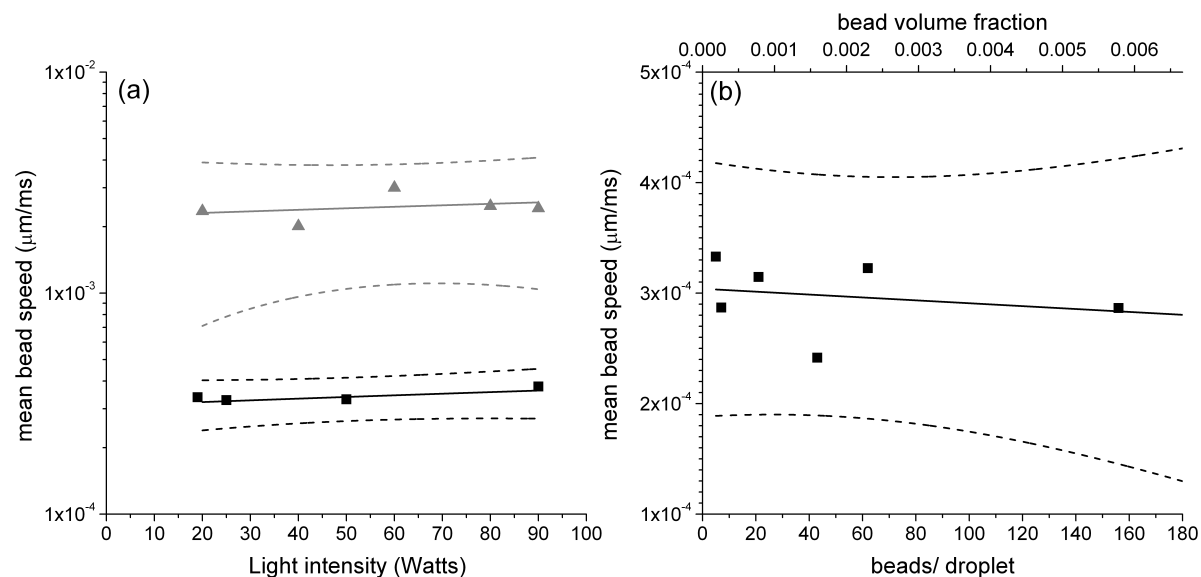 bead volume fraction
0.000 0.001 0.002 0.003 0.004 0.005 0.006
(a)
(b)
1x10⁻²
1x10⁻³
1x10⁻⁴
mean bead speed (μm/ms)
0 10 20 30 40 50 60 70 80 90 100
Light intensity (Watts)
5x10⁻⁴
4x10⁻⁴
3x10⁻⁴
2x10⁻⁴
1x10⁻⁴
mean bead speed (μm/ms)
0 20 40 60 80 100 120 140 160 180
beads/ droplet